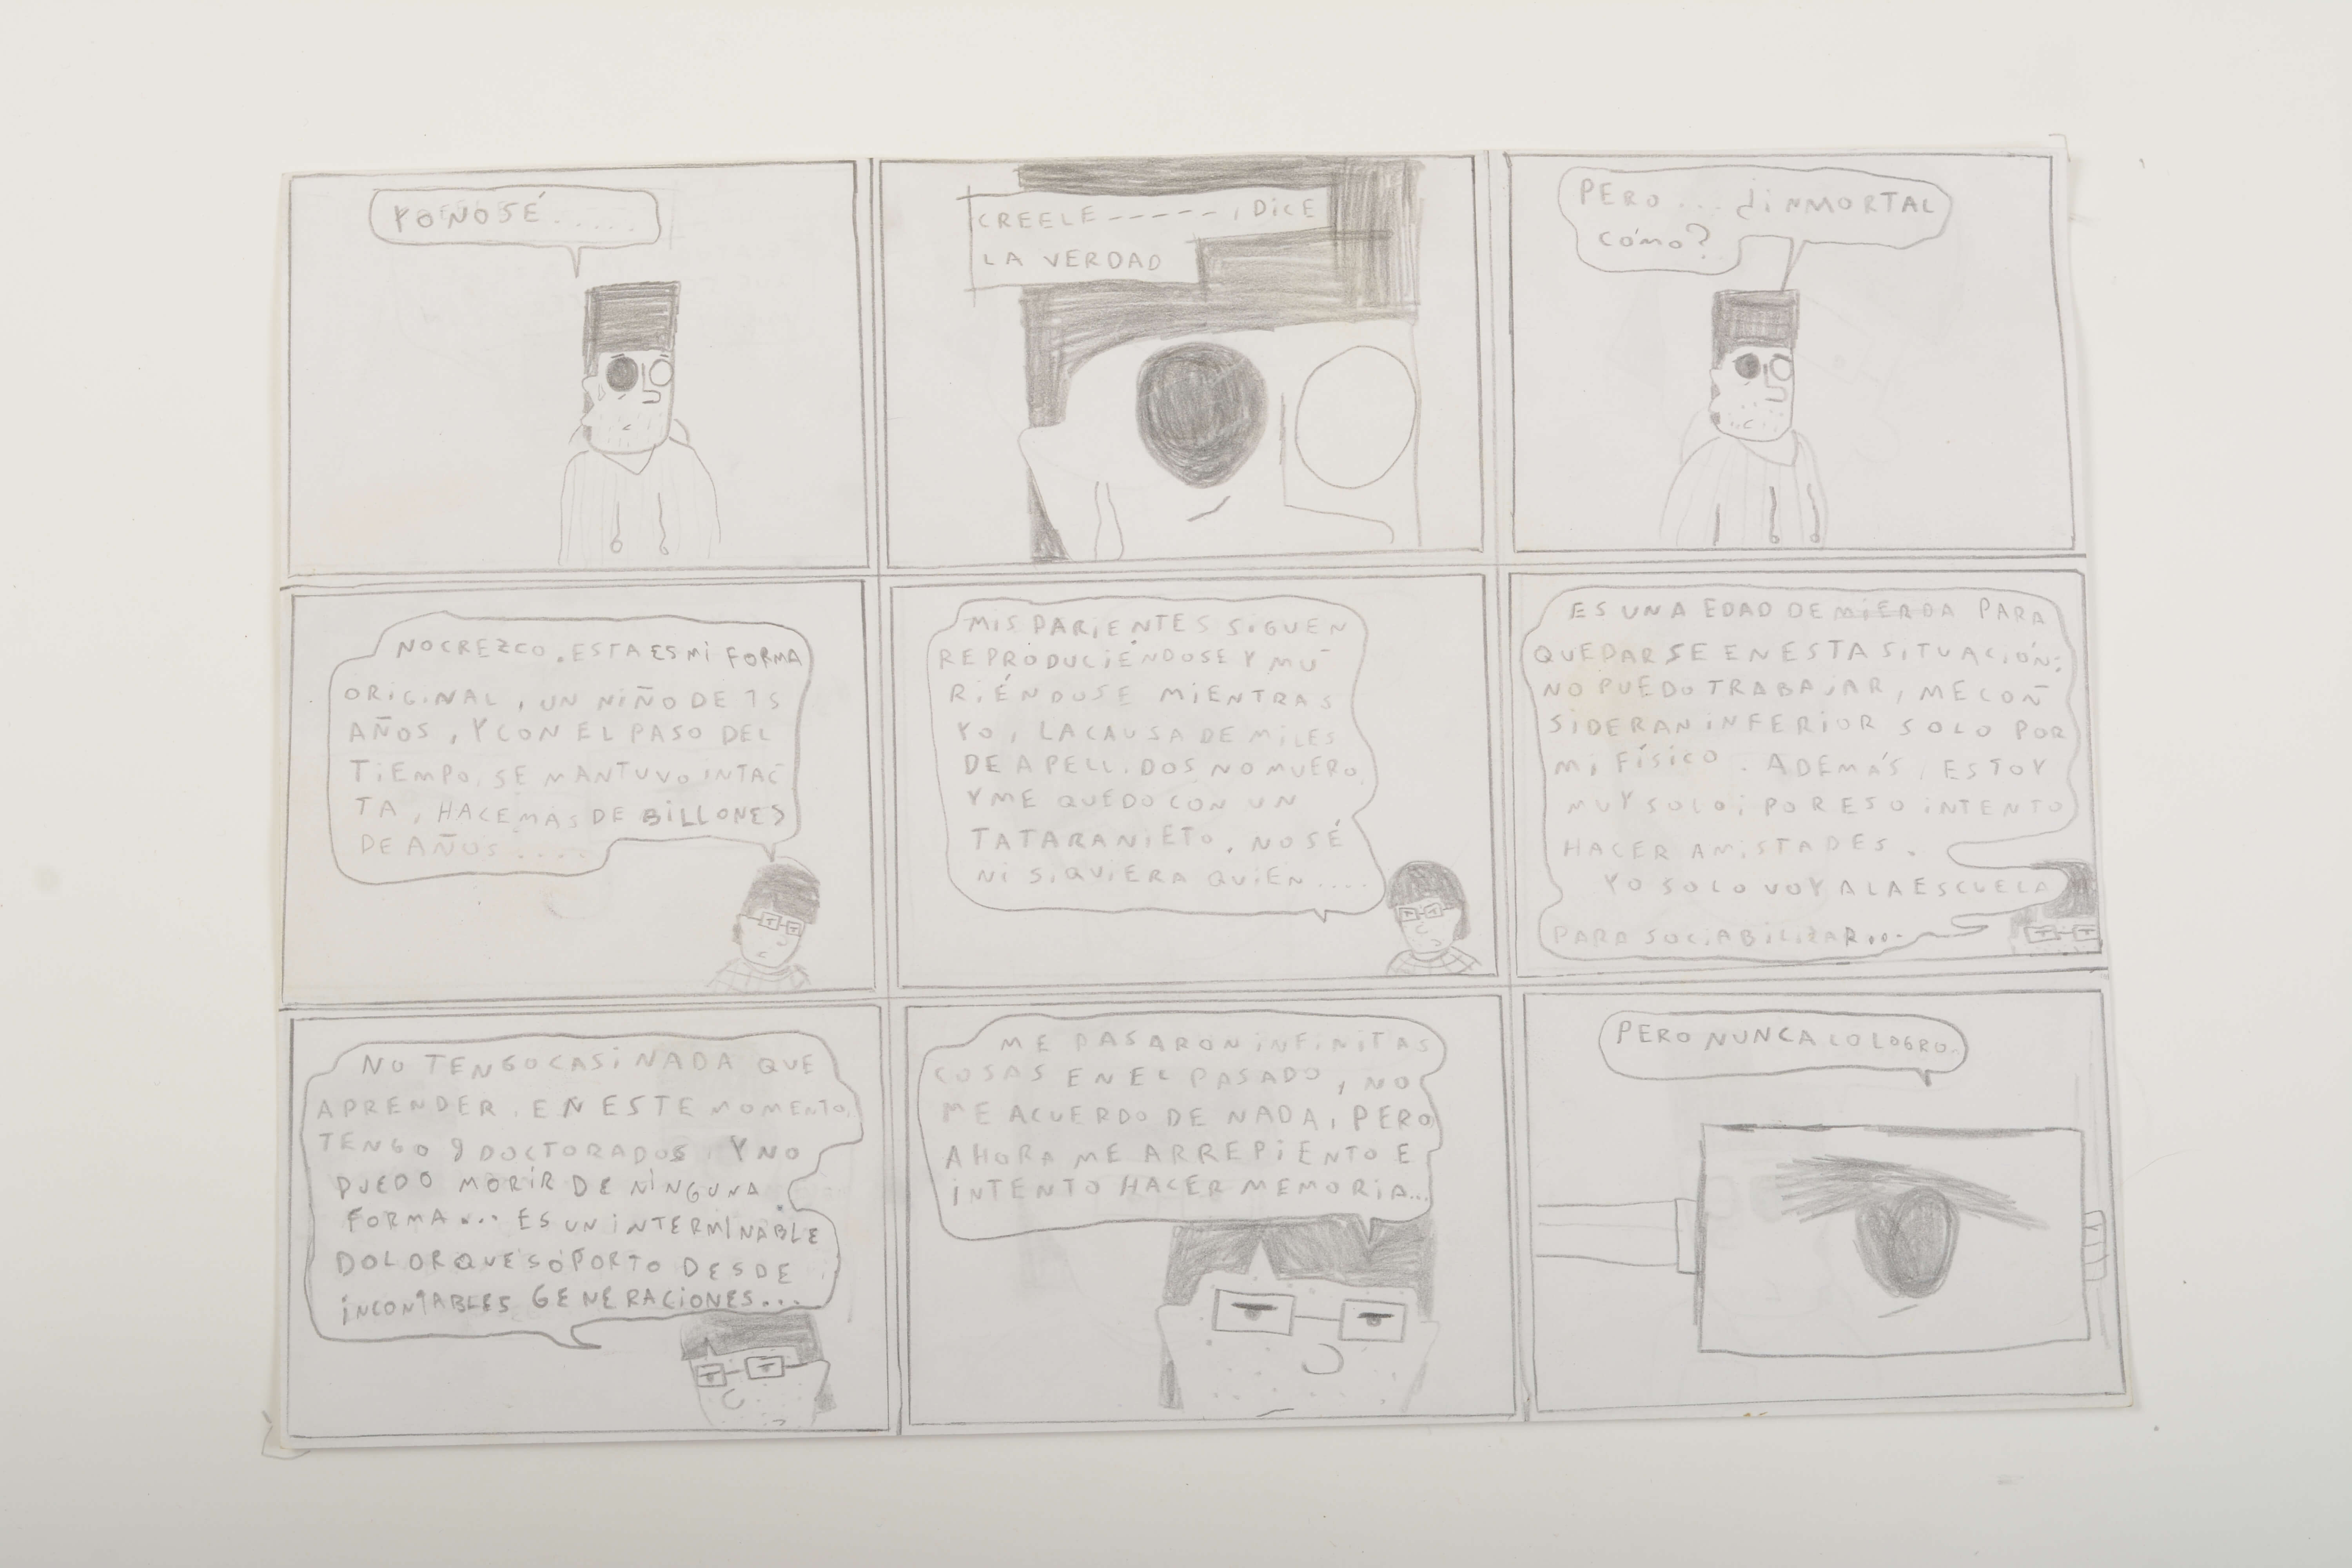 YO NO SÉ.....
CREELE-----, DICE
LA VERDAD
PERO... ¿INMORTAL
CÓMO?
NO CREZCO. ESTA ES MI FORMA
ORIGINAL, UN NIÑO DE 15
AÑOS, Y CON EL PASO DEL
TIEMPO, SE MANTUVO INTAC-
TA, HACE MÁS DE BILLONES
DE AÑOS....
MIS PARIENTES SIGUEN
REPRODUCIÉNDOSE Y MU-
RIÉNDOSE MIENTRAS
YO, LA CAUSA DE MILES
DE APELLIDOS NO MUERO,
Y ME QUEDO CON UN
TATARANIETO, NO SÉ
NI SIQUIERA QUIEN....
ES UNA EDAD DE MIERDA PARA
QUEDARSE EN ESTA SITUACIÓN:
NO PUEDO TRABAJAR, ME CON-
SIDERAN INFERIOR SOLO POR
MI FÍSICO. ADEMÁS, ESTOY
MUY SOLO; POR ESO INTENTO
HACER AMISTADES.
YO SOLO VOY A LA ESCUELA
PARA SOCIABILIZAR...
NO TENGO CASI NADA QUE
APRENDER. EN ESTE MOMENTO,
TENGO 9 DOCTORADOS. Y NO
PUEDO MORIR DE NINGUNA
FORMA... ES UN INTERMINABLE
DOLOR QUE SOPORTO DESDE
INCONTABLES GENERACIONES...
ME PASARON INFINITAS
COSAS EN EL PASADO, NO
ME ACUERDO DE NADA, PERO
AHORA ME ARREPIENTO E
INTENTO HACER MEMORIA...
PERO NUNCA LO LOGRO.